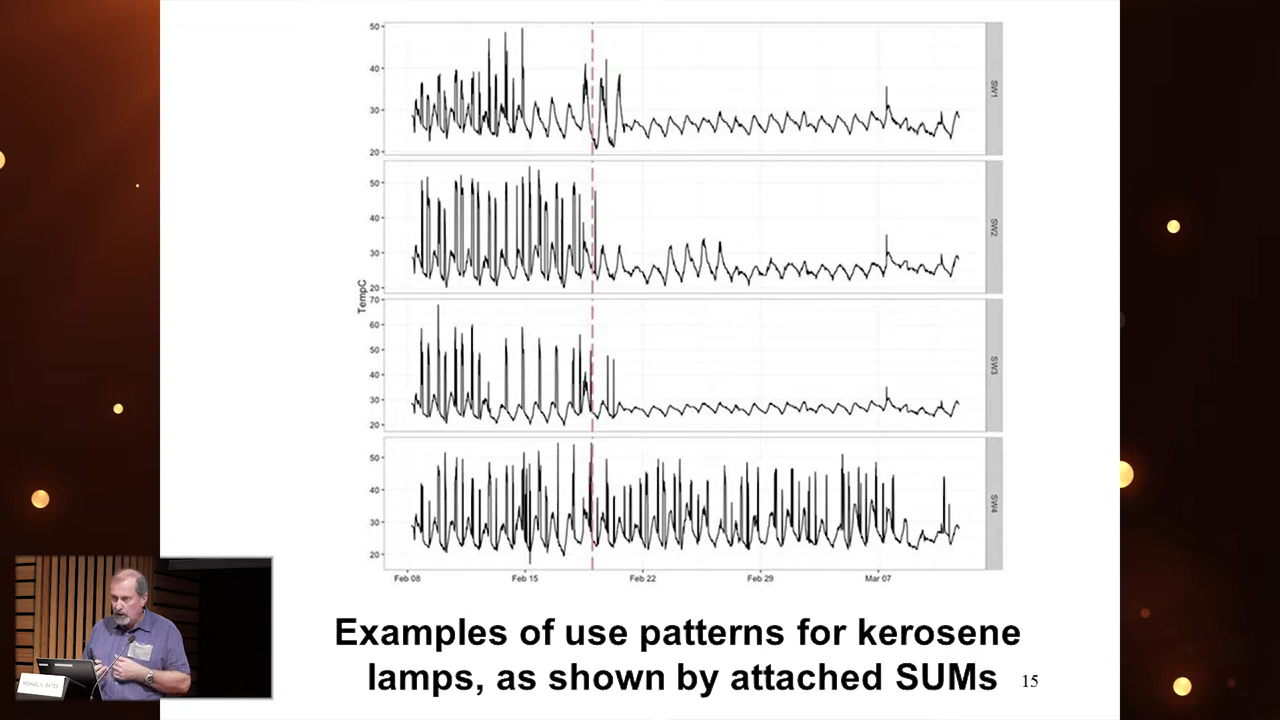 50
40
30
20
SW1
50
40
30
20
SW2
TempC
70
60
50
40
30
20
SW3
50
40
30
20
SW4
Feb 08 Feb 15 Feb 22 Feb 29 Mar 07
Examples of use patterns for kerosene
lamps, as shown by attached SUMs 15